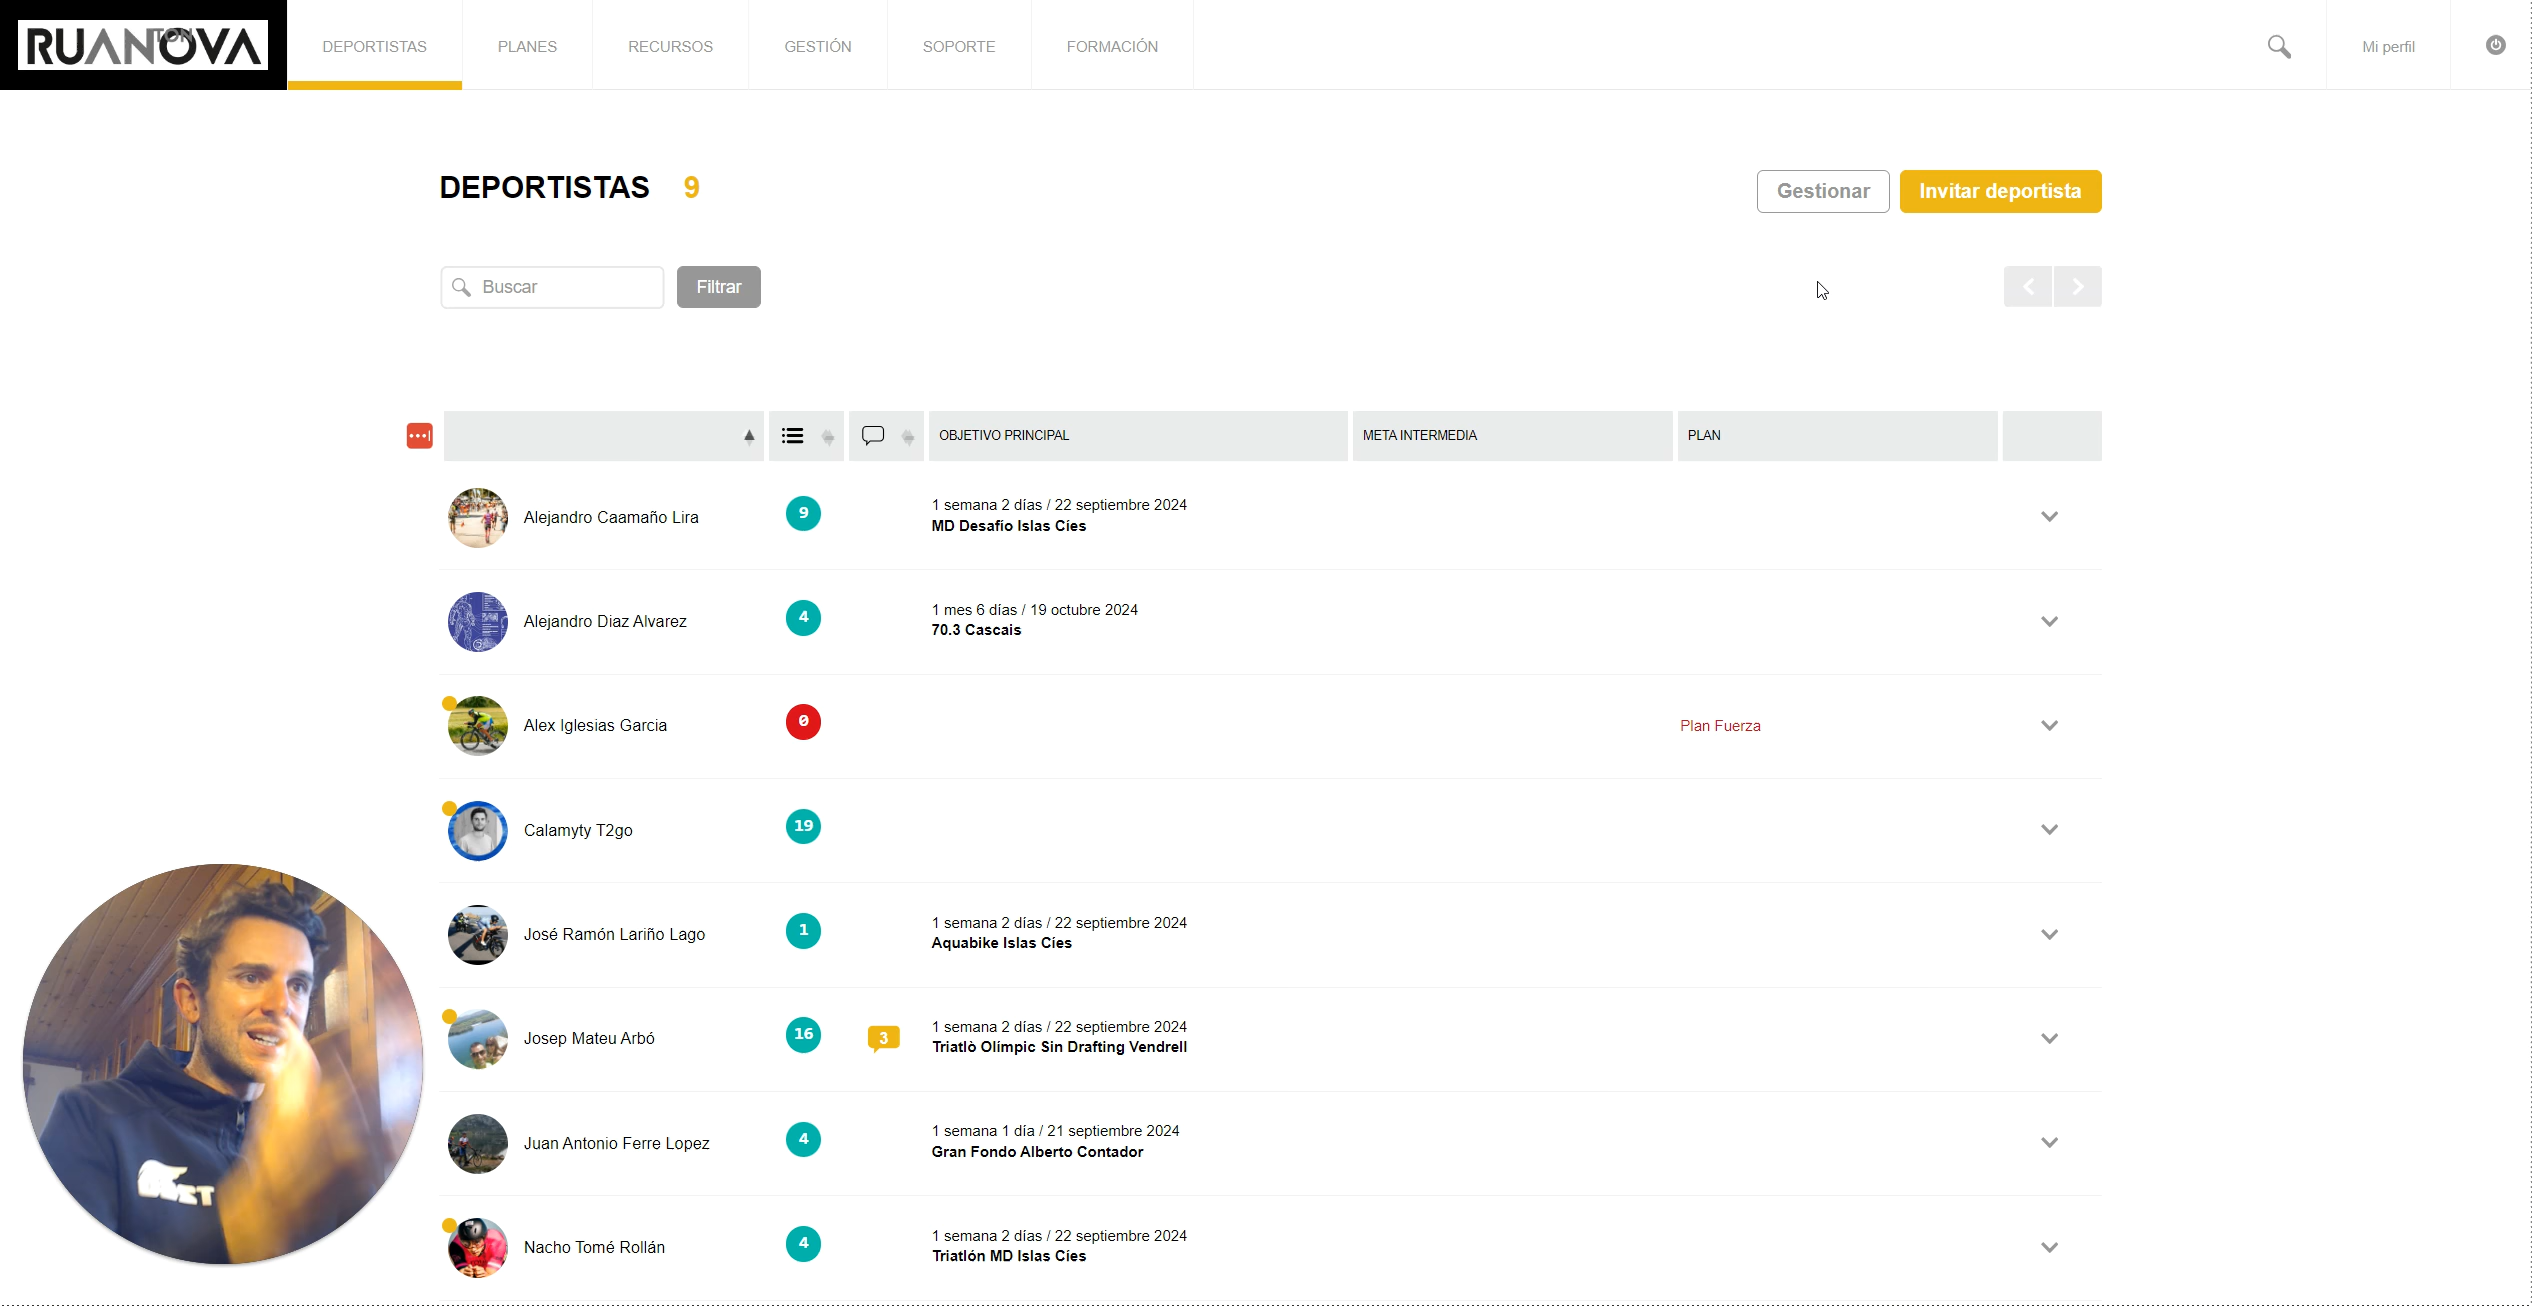 RUANOVA
TON
DEPORTISTAS
PLANES
RECURSOS
GESTIÓN
SOPORTE
FORMACIÓN
Mi perfil
DEPORTISTAS 9
Gestionar
Invitar deportista
Buscar
Filtrar
OBJETIVO PRINCIPAL
META INTERMEDIA
PLAN
Alejandro Caamaño Lira
9
1 semana 2 días / 22 septiembre 2024
MD Desafío Islas Cíes
Alejandro Diaz Alvarez
4
1 mes 6 días / 19 octubre 2024
70.3 Cascais
Alex Iglesias Garcia
0
Plan Fuerza
Calamyty T2go
19
José Ramón Lariño Lago
1
1 semana 2 días / 22 septiembre 2024
Aquabike Islas Cíes
Josep Mateu Arbó
16
3
1 semana 2 días / 22 septiembre 2024
Triatlò Olímpic Sin Drafting Vendrell
Juan Antonio Ferre Lopez
4
1 semana 1 día / 21 septiembre 2024
Gran Fondo Alberto Contador
Nacho Tomé Rollán
4
1 semana 2 días / 22 septiembre 2024
Triatlón MD Islas Cíes